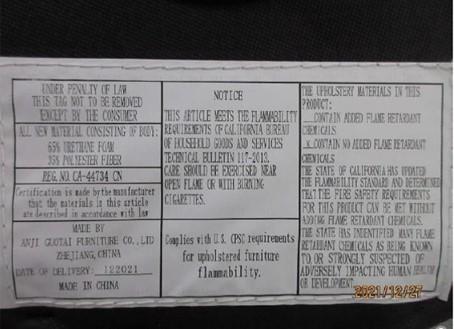 UNDER PENALTY OF LAW
THIS TAG NOT TO BE REMOVED
EXCEPT BY THE CONSUMER
ALL NEW MATERIAL CONSISTING OF BODY:
65% URETHANE FOAM
35% POLYESTER FIBER
REG. NO. CA-44734 CN
Certification is made by the manufacturer
that the materials in this article
are described in accordance with law
MADE BY
ANJI GUOTAI FURNITURE CO., LTD
ZHEJIANG, CHINA
DATE OF DELIVERY: 122021
MADE IN CHINA
NOTICE
THIS ARTICLE MEETS THE FLAMMABILITY
REQUIREMENTS OF CALIFORNIA BUREAU
OF HOUSEHOLD GOODS AND SERVICES
TECHNICAL BULLETIN 117-2013.
CARE SHOULD BE EXERCISED NEAR
OPEN FLAME OR WITH BURNING
CIGARETTES.
Complies with U.S. CPSC requirements
for upholstered furniture
flammability.
THE UPHOLSTERY MATERIALS IN THIS
PRODUCT:
__CONTAIN ADDED FLAME RETARDANT
CHEMICALS
_x_CONTAIN NO ADDED FLAME RETARDANT
CHEMICALS
THE STATE OF CALIFORNIA HAS UPDATED
THE FLAMMABILITY STANDARD AND DETERMINED
THAT THE FIRE SAFETY REQUIREMENTS
FOR THIS PRODUCT CAN BE MET WITHOUT
ADDING FLAME RETARDANT CHEMICALS.
THE STATE HAS INDENTIFIED MANY FLAME
RETARDANT CHEMICALS AS BEING KNOWN
TO, OR STRONGLY SUSPECTED OF
ADVERSELY IMPACTING HUMAN HEALTH
OR DEVELOPMENT.
2021/12/27